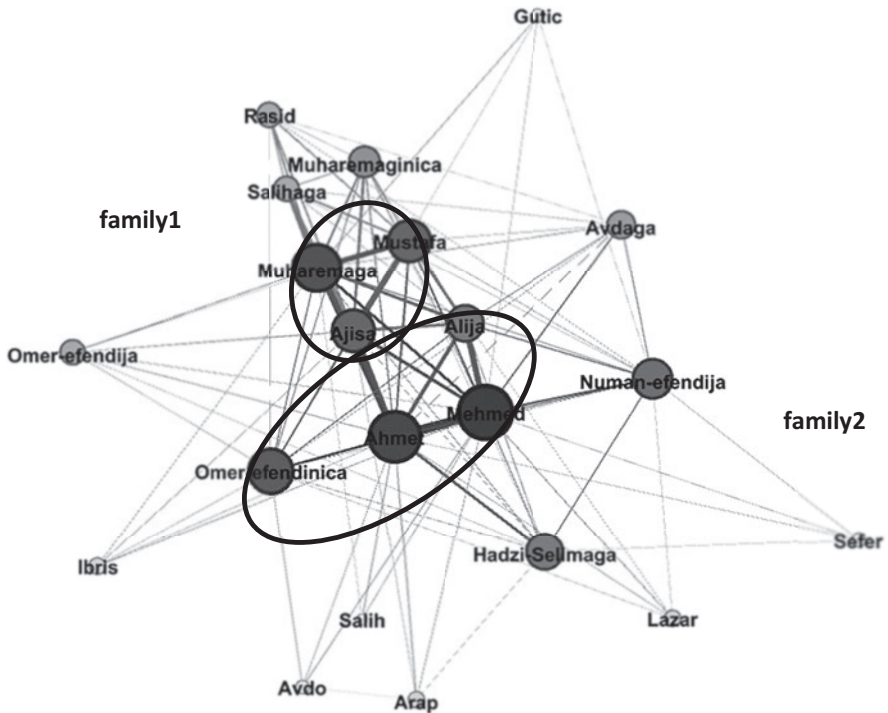 Gutic
Rasid
Muharemaginica
Salihaga
family1
Avdaga
Mustafa
Muharemaga
Alija
Ajisa
Omer-efendija
Numan-efendija
Mehmed
family2
Ahmet
Omer-efendinica
Sefer
Hadzi-Selimaga
Ibris
Salih
Lazar
Avdo
Arap